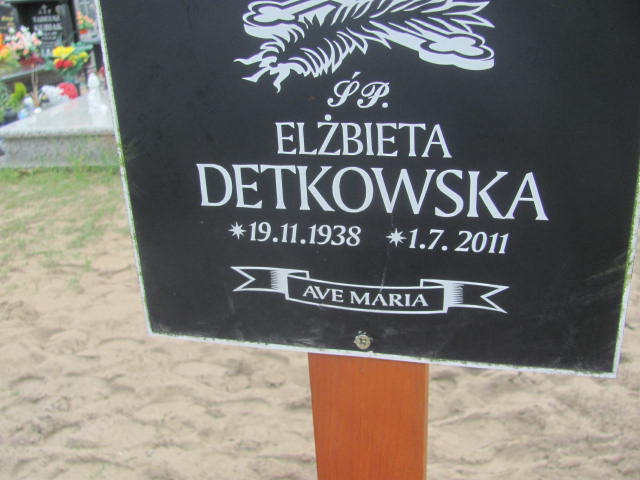 Ś.P.
ELŻBIETA
DETKOWSKA
*19.11.1938 *1.7.2011
AVE MARIA